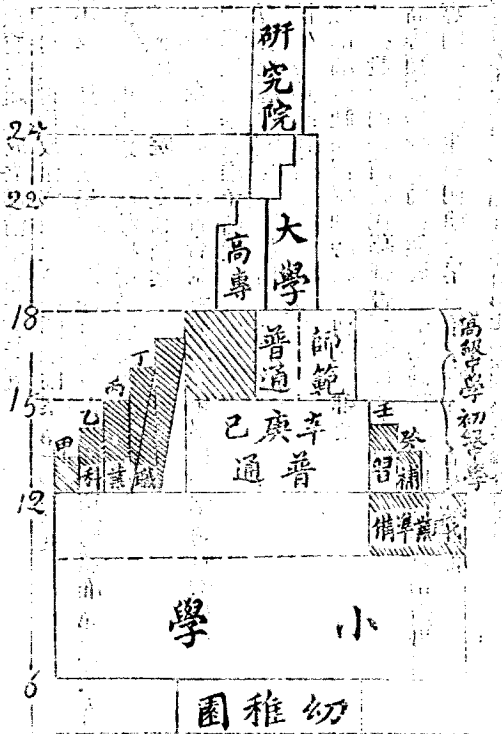 研究院
24
22
大學
高專
18
普通
師範
高級中學
丁
丙
乙
甲
15
初級中學
己庚辛
普通
壬
癸
科
業
職
補
習
12
業準備
小學
6
幼稚園